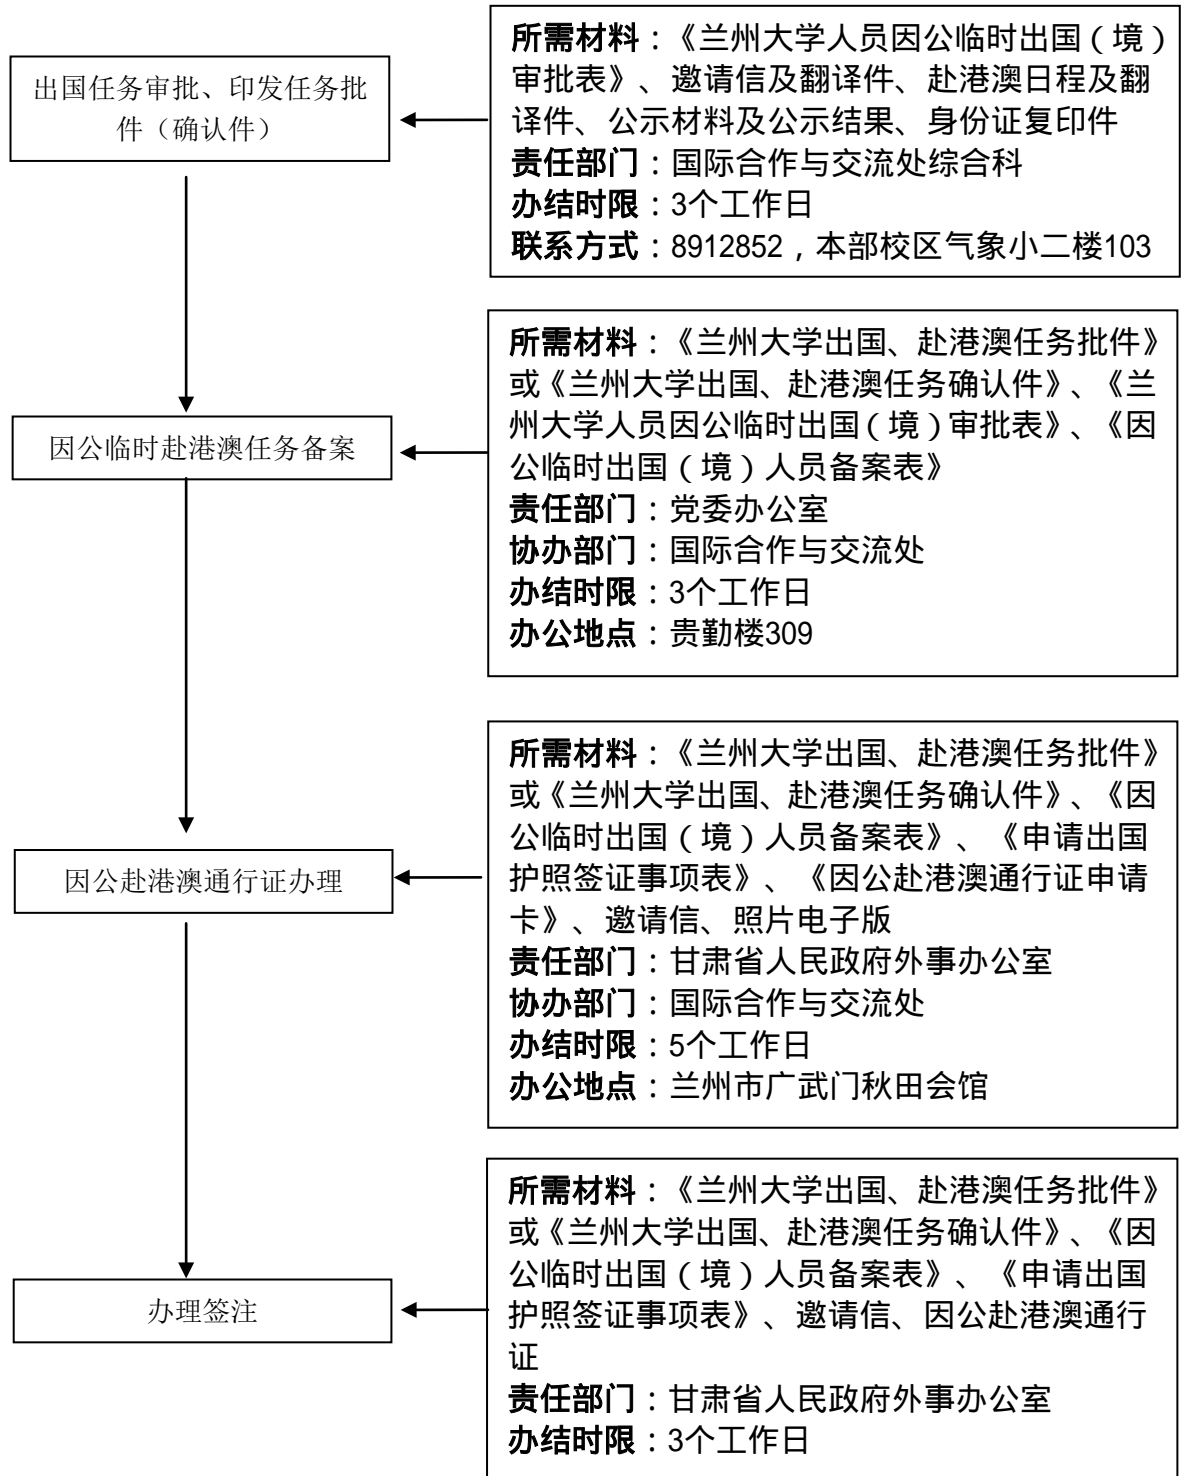 出国任务审批、印发任务批
件（确认件）
所需材料：《兰州大学人员因公临时出国（境）
审批表》、邀请信及翻译件、赴港澳日程及翻
译件、公示材料及公示结果、身份证复印件
责任部门：国际合作与交流处综合科
办结时限：3个工作日
联系方式：8912852，本部校区气象小二楼103
因公临时赴港澳任务备案
所需材料：《兰州大学出国、赴港澳任务批件》
或《兰州大学出国、赴港澳任务确认件》、《兰
州大学人员因公临时出国（境）审批表》、《因
公临时出国（境）人员备案表》
责任部门：党委办公室
协办部门：国际合作与交流处
办结时限：3个工作日
办公地点：贵勤楼309
因公赴港澳通行证办理
所需材料：《兰州大学出国、赴港澳任务批件》
或《兰州大学出国、赴港澳任务确认件》、《因
公临时出国（境）人员备案表》、《申请出国
护照签证事项表》、《因公赴港澳通行证申请
卡》、邀请信、照片电子版
责任部门：甘肃省人民政府外事办公室
协办部门：国际合作与交流处
办结时限：5个工作日
办公地点：兰州市广武门秋田会馆
办理签注
所需材料：《兰州大学出国、赴港澳任务批件》
或《兰州大学出国、赴港澳任务确认件》、《因
公临时出国（境）人员备案表》、《申请出国
护照签证事项表》、邀请信、因公赴港澳通行
证
责任部门：甘肃省人民政府外事办公室
办结时限：3个工作日